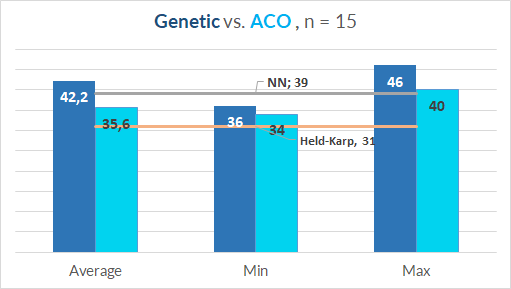 Genetic vs. ACO , n = 15
NN; 39
46
42,2
40
35,6
36
34
Held-Karp, 31
Average
Min
Max